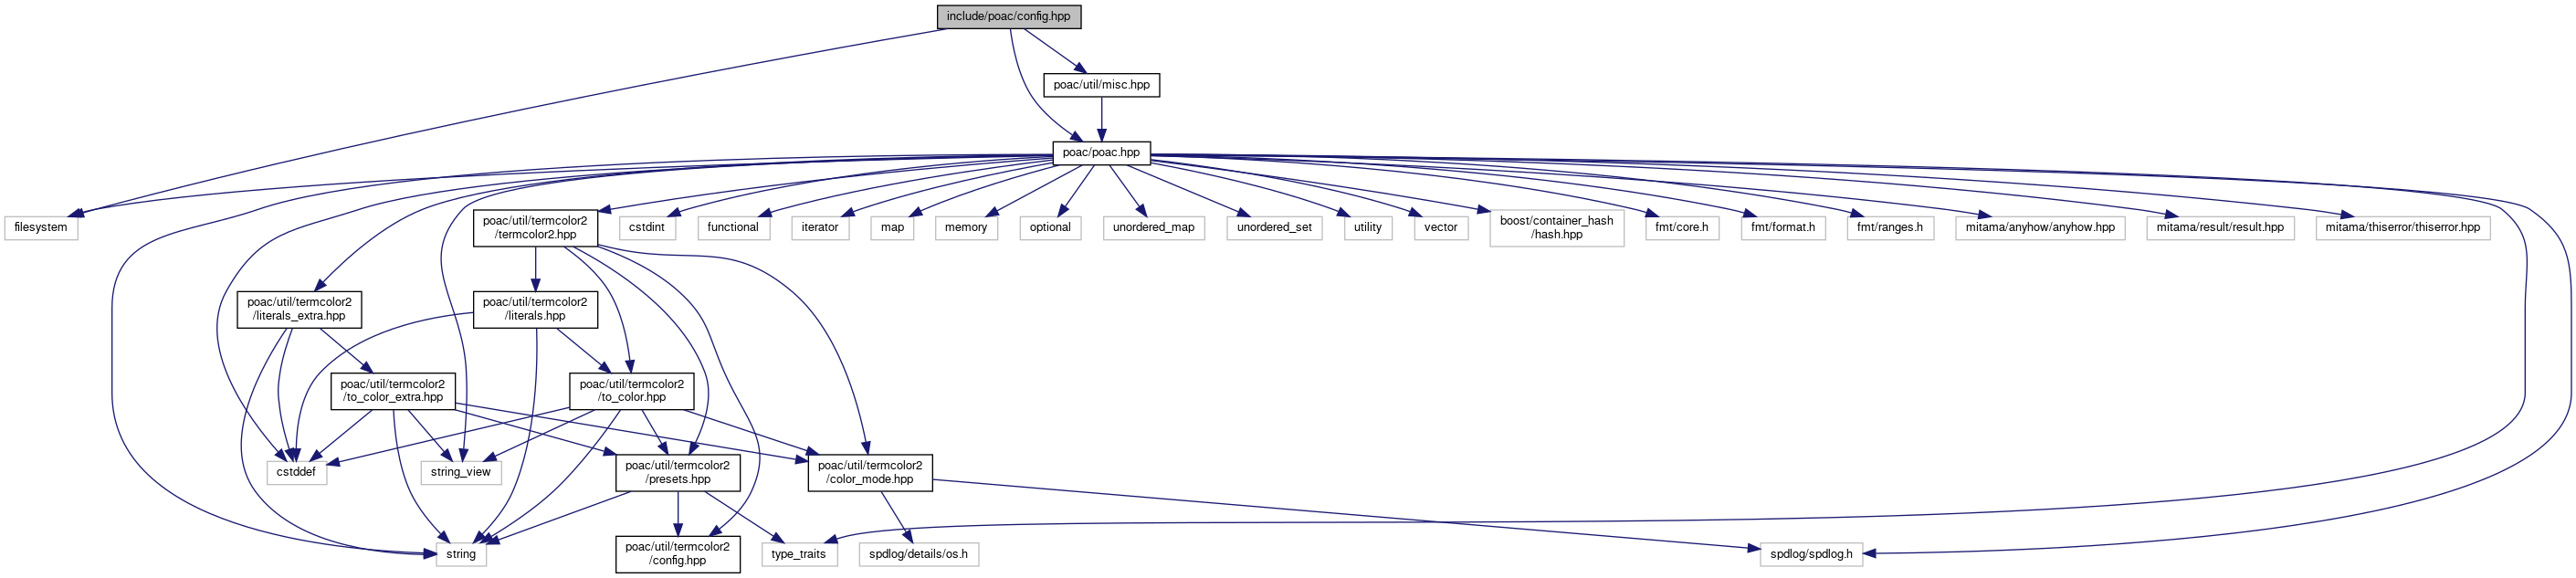 include/poac/config.hpp
poac/util/misc.hpp
poac/poac.hpp
filesystem
poac/util/termcolor2
/termcolor2.hpp
cstdint
functional
iterator
map
memory
optional
unordered_map
unordered_set
utility
vector
boost/container_hash
/hash.hpp
fmt/core.h
fmt/format.h
fmt/ranges.h
mitama/anyhow/anyhow.hpp
mitama/result/result.hpp
mitama/thiserror/thiserror.hpp
poac/util/termcolor2
/literals_extra.hpp
poac/util/termcolor2
/literals.hpp
poac/util/termcolor2
/to_color_extra.hpp
poac/util/termcolor2
/to_color.hpp
cstddef
string_view
poac/util/termcolor2
/presets.hpp
poac/util/termcolor2
/color_mode.hpp
string
poac/util/termcolor2
/config.hpp
type_traits
spdlog/details/os.h
spdlog/spdlog.h